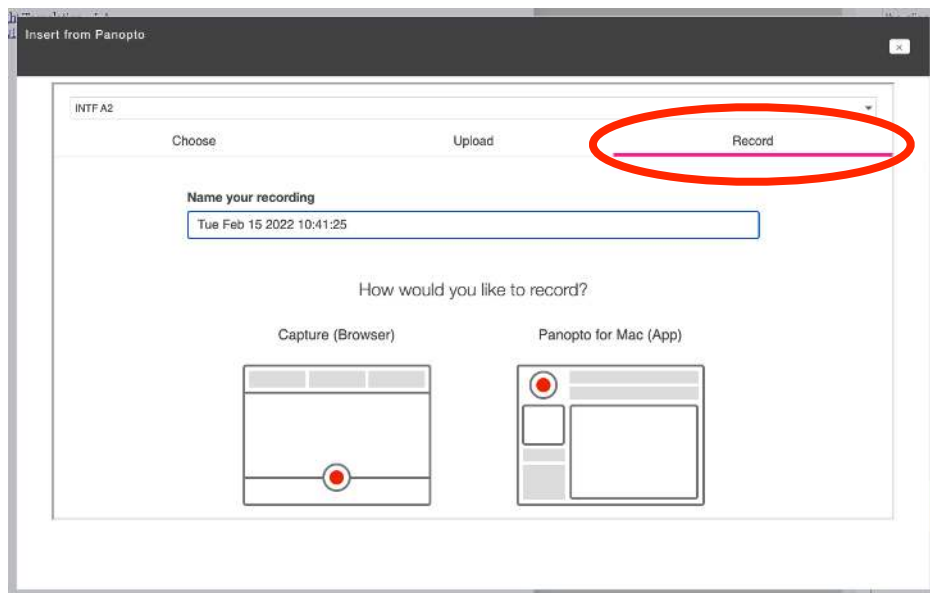 Insert from Panopto
×
INTF A2
Choose Upload Record
Name your recording
Tue Feb 15 2022 10:41:25
How would you like to record?
Capture (Browser) Panopto for Mac (App)